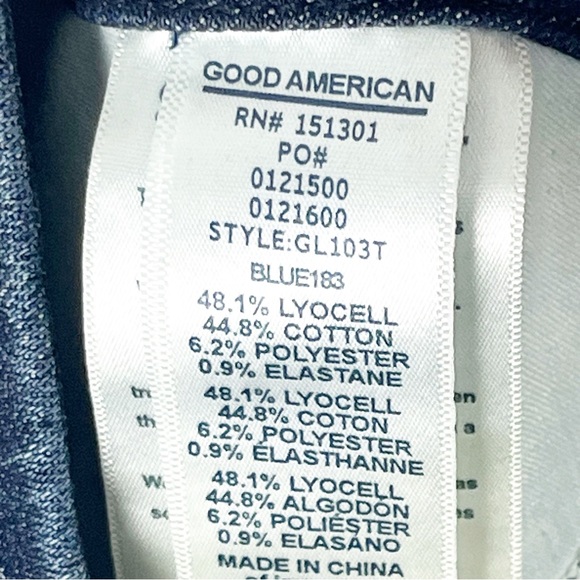 GOOD AMERICAN
RN# 151301
PO#
0121500
0121600
STYLE:GL103T
BLUE183
48.1% LYOCELL
44.8% COTTON
6.2% POLYESTER
0.9% ELASTANE
48.1% LYOCELL
44.8% COTON
6.2% POLYESTER
0.9% ELASTHANNE
48.1% LYOCELL
44.8% ALGODÓN
6.2% POLIÉSTER
0.9% ELASANO
MADE IN CHINA